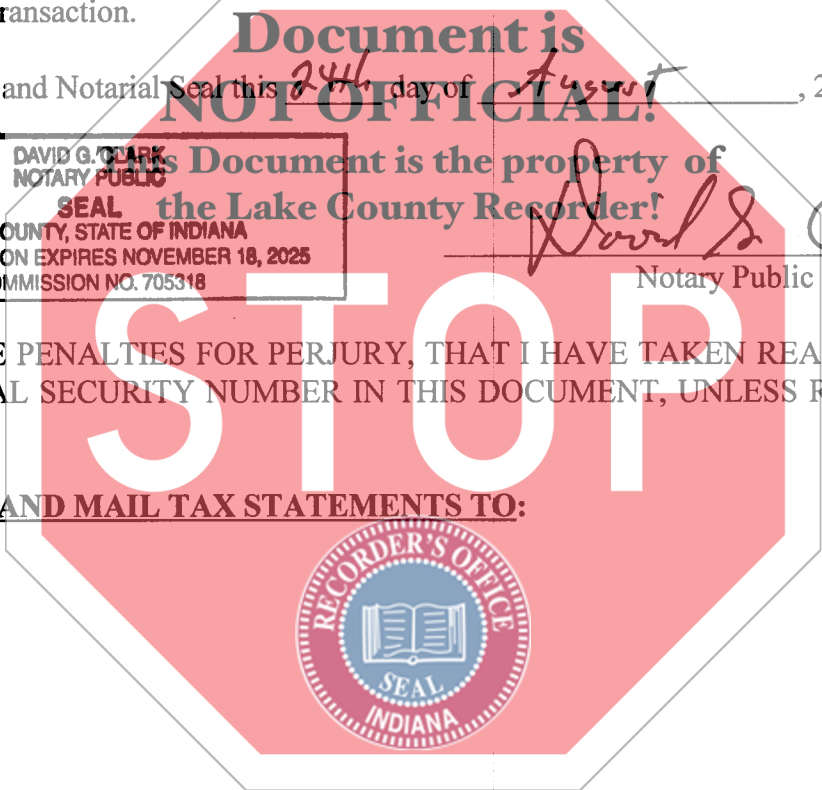 ransaction.
Document is
and Notarial Seal this 24th day of August, 2
NOT OFFICIAL!
DAVID G. CLARK
NOTARY PUBLIC
This Document is the property of
SEAL
the Lake County Recorder!
OUNTY, STATE OF INDIANA
ON EXPIRES NOVEMBER 18, 2025
MMISSION NO. 705318
David G. C
Notary Public
E PENALTIES FOR PERJURY, THAT I HAVE TAKEN REA
AL SECURITY NUMBER IN THIS DOCUMENT, UNLESS R
STOP
AND MAIL TAX STATEMENTS TO:
RECORDER'S OFFICE
SEAL
INDIANA